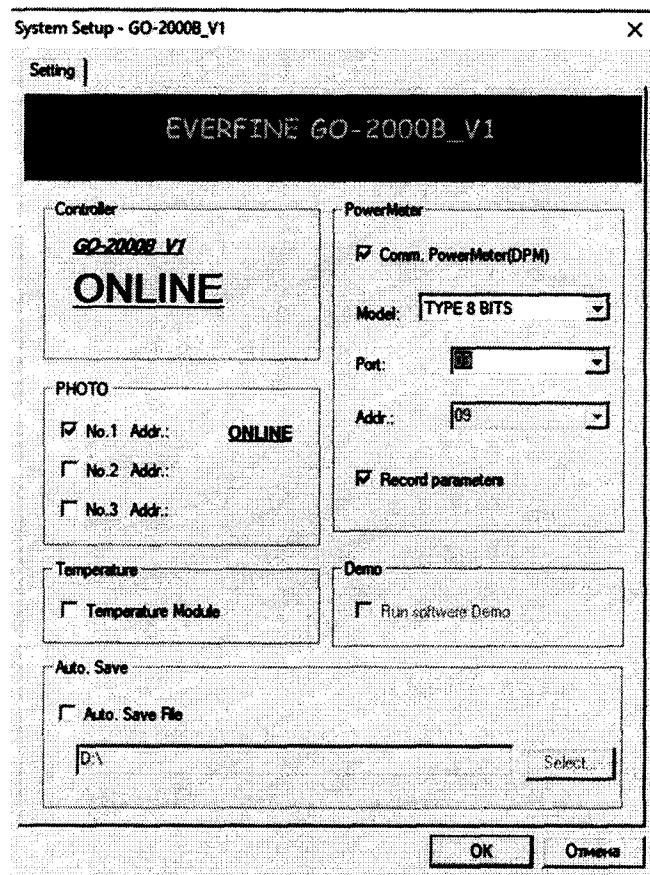 System Setup - GO-2000B_V1
Setting
EVERFINE GO-2000B_V1
Controller
GO-2000B_V1
ONLINE
PHOTO
No.1 Addr.: ONLINE
No.2 Addr.:
No.3 Addr.:
PowerMeter
Comm. PowerMeter(DPM)
Model: TYPE 8 BITS
Port: 03
Addr.: 09
Record parameters
Temperature
Temperature Module
Demo
Run software Demo
Auto. Save
Auto. Save File
D:\
Select...
OK
Отмена